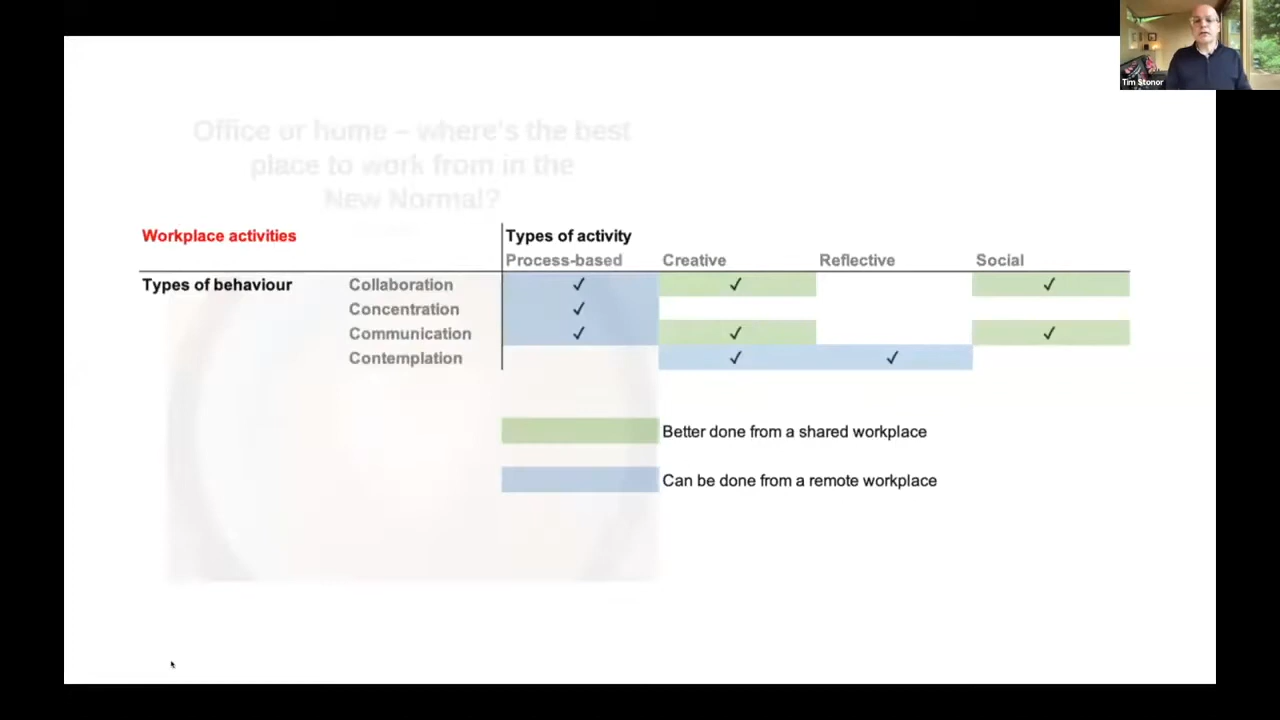 Tim Stonor
Office or home – where's the best
place to work from in the
New Normal?
Workplace activities Types of activity
Process-based Creative Reflective Social
Types of behaviour Collaboration ✓ ✓ ✓
Concentration ✓
Communication ✓ ✓ ✓
Contemplation ✓ ✓
Better done from a shared workplace
Can be done from a remote workplace